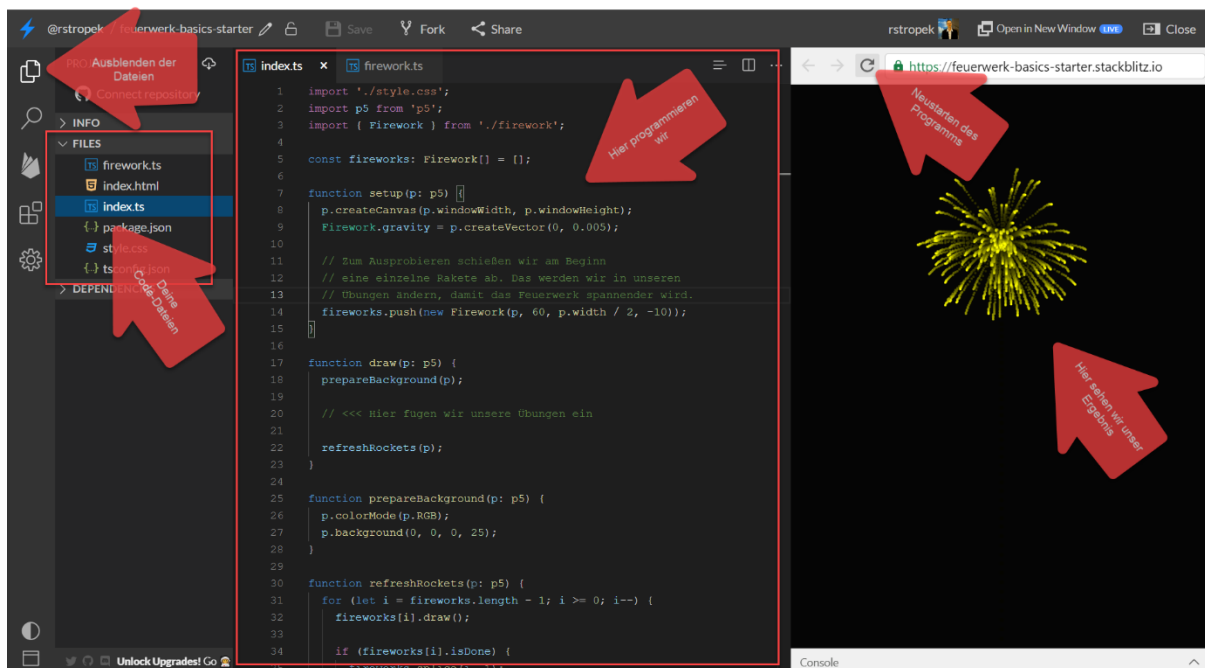 @rstropek / feuerwerk-basics-starter
Save
Fork
Share
rstropek
Open in New Window LIVE
Close
Ausblenden der
Dateien
Connect repository
INFO
FILES
firework.ts
index.html
index.ts
package.json
style.css
tsconfig.json
Deine
Code-Dateien
Unlock Upgrades! Go
index.ts
firework.ts
1 import './style.css';
2 import p5 from 'p5';
3 import { Firework } from './firework';
4
5 const fireworks: Firework[] = [];
6
7 function setup(p: p5) {
8 p.createCanvas(p.windowWidth, p.windowHeight);
9 Firework.gravity = p.createVector(0, 0.005);
10
11 // Zum Ausprobieren schießen wir am Beginn
12 // eine einzelne Rakete ab. Das werden wir in unseren
13 // Übungen ändern, damit das Feuerwerk spannender wird.
14 fireworks.push(new Firework(p, 60, p.width / 2, -10));
15 }
16
17 function draw(p: p5) {
18 prepareBackground(p);
19
20 // <<< Hier fügen wir unsere Übungen ein
21
22 refreshRockets(p);
23 }
24
25 function prepareBackground(p: p5) {
26 p.colorMode(p.RGB);
27 p.background(0, 0, 0, 25);
28 }
29
30 function refreshRockets(p: p5) {
31 for (let i = fireworks.length - 1; i >= 0; i--) {
32 fireworks[i].draw();
33
34 if (fireworks[i].isDone) {
Hier programmieren
wir
https://feuerwerk-basics-starter.stackblitz.io
Neustarten des
Programms
Hier sehen wir unser
Ergebnis
Console